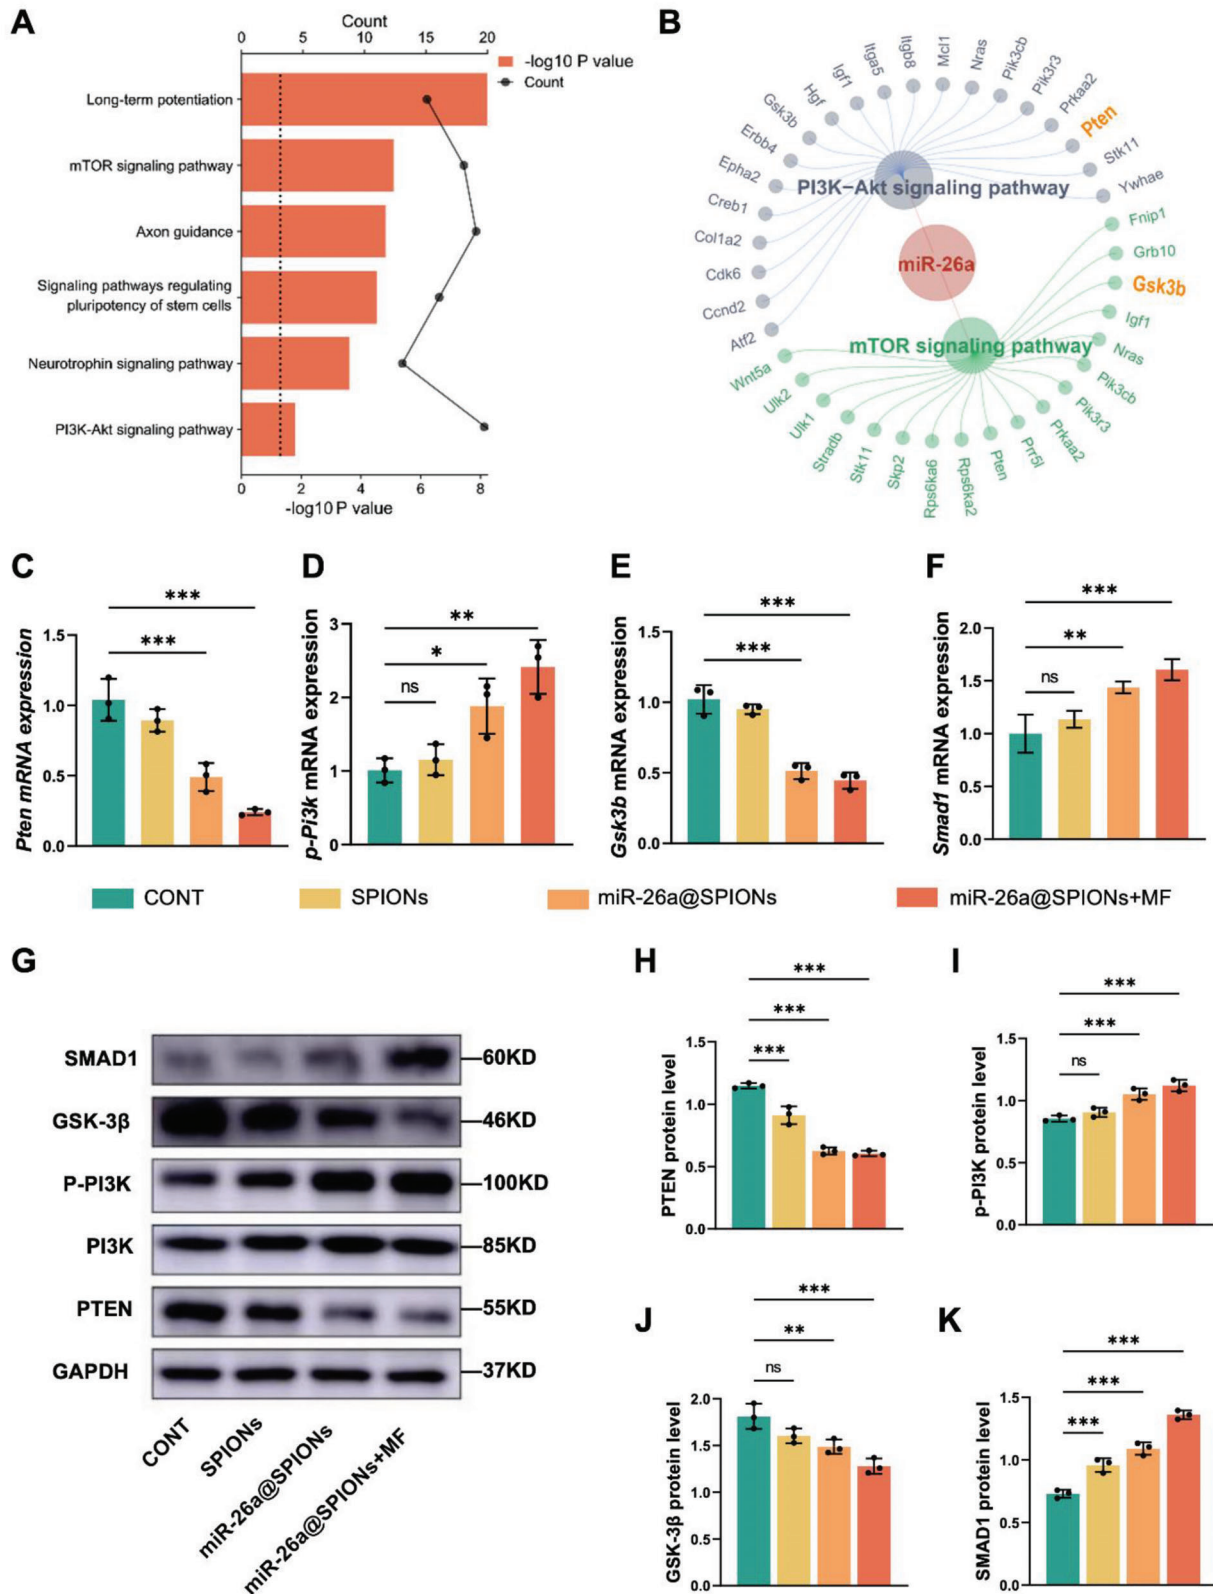 A
Count
0 5 10 15 20
-log10 P value
Count
Long-term potentiation
mTOR signaling pathway
Axon guidance
Signaling pathways regulating
pluripotency of stem cells
Neurotrophin signaling pathway
PI3K-Akt signaling pathway
0 2 4 6 8
-log10 P value
B
Atf2
Ccnd2
Cdk6
Col1a2
Creb1
Epha2
Erbb4
Gsk3b
Hgf
Igf1
Itga5
Itgb8
Mcl1
Nras
Pik3cb
Pik3r3
Prkaa2
Pten
Stk11
Ywhae
PI3K−Akt signaling pathway
miR-26a
mTOR signaling pathway
Fnip1
Grb10
Gsk3b
Igf1
Nras
Pik3cb
Pik3r3
Prkaa2
Prr5l
Pten
Rps6ka2
Rps6ka6
Skp2
Stk11
Stradb
Ulk1
Ulk2
Wnt5a
C
Pten mRNA expression
1.5
1.0
0.5
0.0
***
***
D
p-Pi3k mRNA expression
3
2
1
0
**
*
ns
E
Gsk3b mRNA expression
1.5
1.0
0.5
0.0
***
***
F
Smad1 mRNA expression
2.0
1.5
1.0
0.5
0.0
***
**
ns
CONT SPIONs miR-26a@SPIONs miR-26a@SPIONs+MF
G
SMAD1 60KD
GSK-3β 46KD
P-PI3K 100KD
PI3K 85KD
PTEN 55KD
GAPDH 37KD
CONT
SPIONs
miR-26a@SPIONs
miR-26a@SPIONs+MF
H
PTEN protein level
1.5
1.0
0.5
0.0
***
***
***
I
p-PI3K protein level
1.5
1.0
0.5
0.0
***
***
ns
J
GSK-3β protein level
2.0
1.5
1.0
0.5
0.0
***
**
ns
K
SMAD1 protein level
1.5
1.0
0.5
0.0
***
***
***